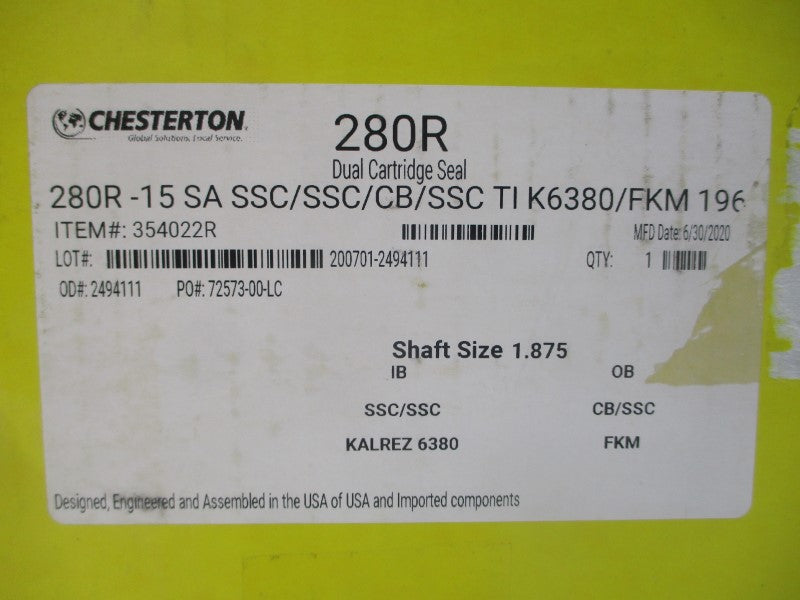 CHESTERTON
Global Solutions, Local Service.
280R
Dual Cartridge Seal
280R -15 SA SSC/SSC/CB/SSC TI K6380/FKM 196
ITEM#: 354022R MFD Date: 6/30/2020
LOT#: 200701-2494111 QTY: 1
OD#: 2494111 PO#: 72573-00-LC
Shaft Size 1.875
IB OB
SSC/SSC CB/SSC
KALREZ 6380 FKM
Designed, Engineered and Assembled in the USA of USA and Imported components